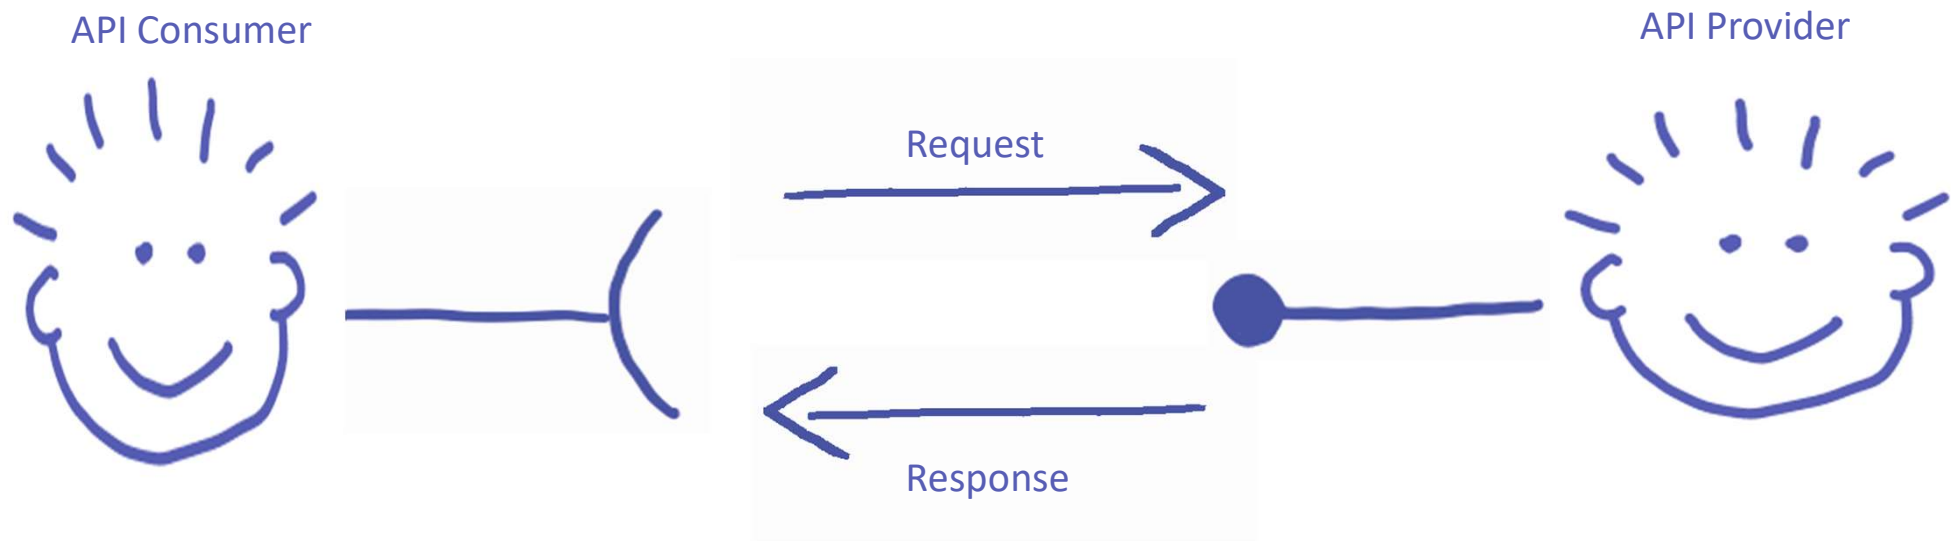 API Consumer
API Provider
Request
Response